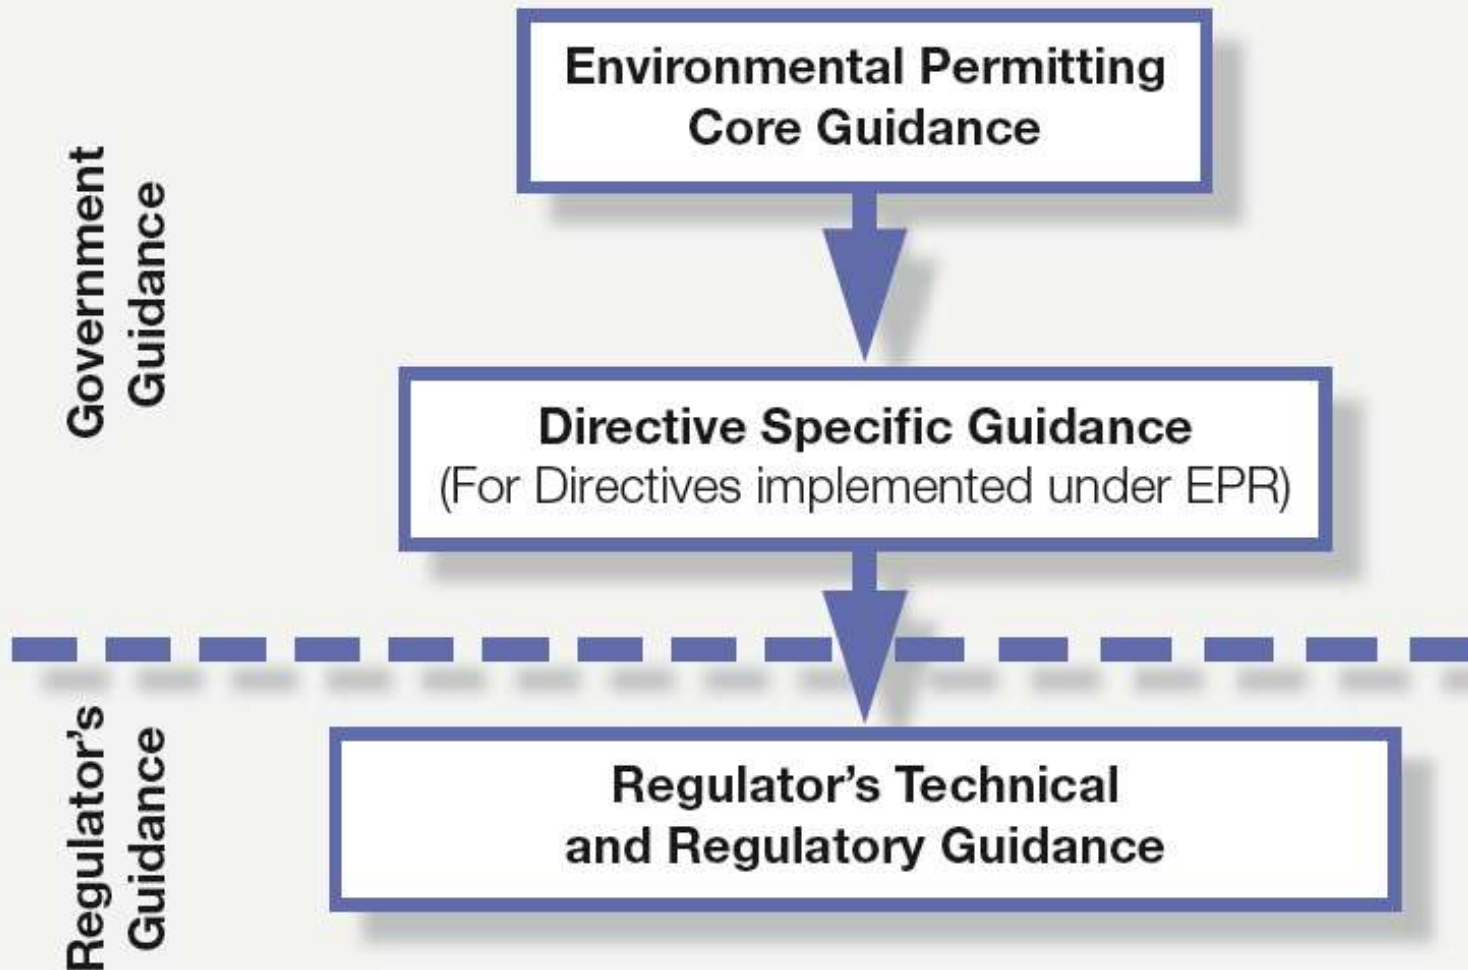 Government
Guidance
Environmental Permitting
Core Guidance
Directive Specific Guidance
(For Directives implemented under EPR)
Regulator’s
Guidance
Regulator’s Technical
and Regulatory Guidance